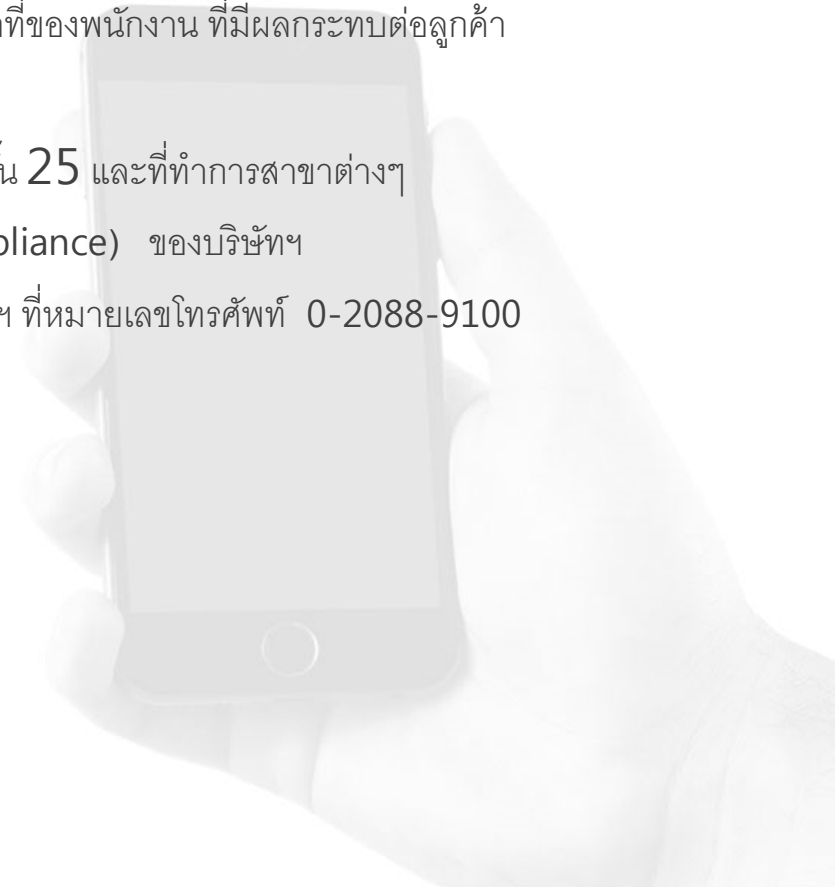 ที่ของพนักงาน ที่มีผลกระทบต่อลูกค้า
25 และที่ทำการสาขาต่างๆ
pliance) ของบริษัทฯ
ฯ ที่หมายเลขโทรศัพท์ 0-2088-9100